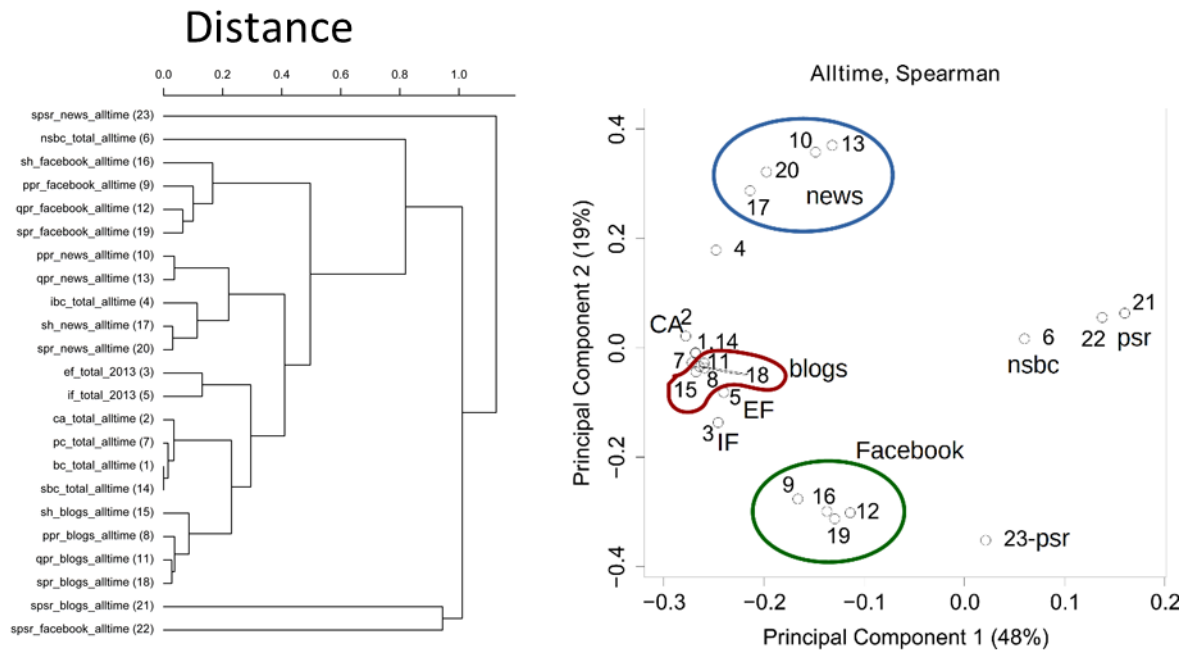 Distance
0.0 0.2 0.4 0.6 0.8 1.0
spsr_news_alltime (23)
nsbc_total_alltime (6)
sh_facebook_alltime (16)
ppr_facebook_alltime (9)
qpr_facebook_alltime (12)
spr_facebook_alltime (19)
ppr_news_alltime (10)
qpr_news_alltime (13)
ibc_total_alltime (4)
sh_news_alltime (17)
spr_news_alltime (20)
ef_total_2013 (3)
if_total_2013 (5)
ca_total_alltime (2)
pc_total_alltime (7)
bc_total_alltime (1)
sbc_total_alltime (14)
sh_blogs_alltime (15)
ppr_blogs_alltime (8)
qpr_blogs_alltime (11)
spr_blogs_alltime (18)
spsr_blogs_alltime (21)
spsr_facebook_alltime (22)
Alltime, Spearman
Principal Component 2 (19%)
0.4
0.2
0.0
−0.2
−0.4
10 13
20
17 news
4
CA 2
1,14
7 11
15 8 18 blogs
5
EF
3 IF
21
22 psr
6
nsbc
Facebook
9
16
12
19
23-psr
−0.3 −0.2 −0.1 0.0 0.1 0.2
Principal Component 1 (48%)